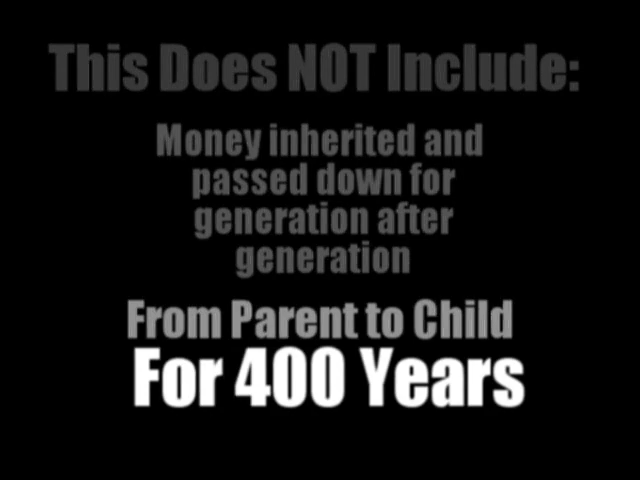 This Does NOT Include:
Money inherited and
passed down for
generation after
generation
From Parent to Child
For 400 Years